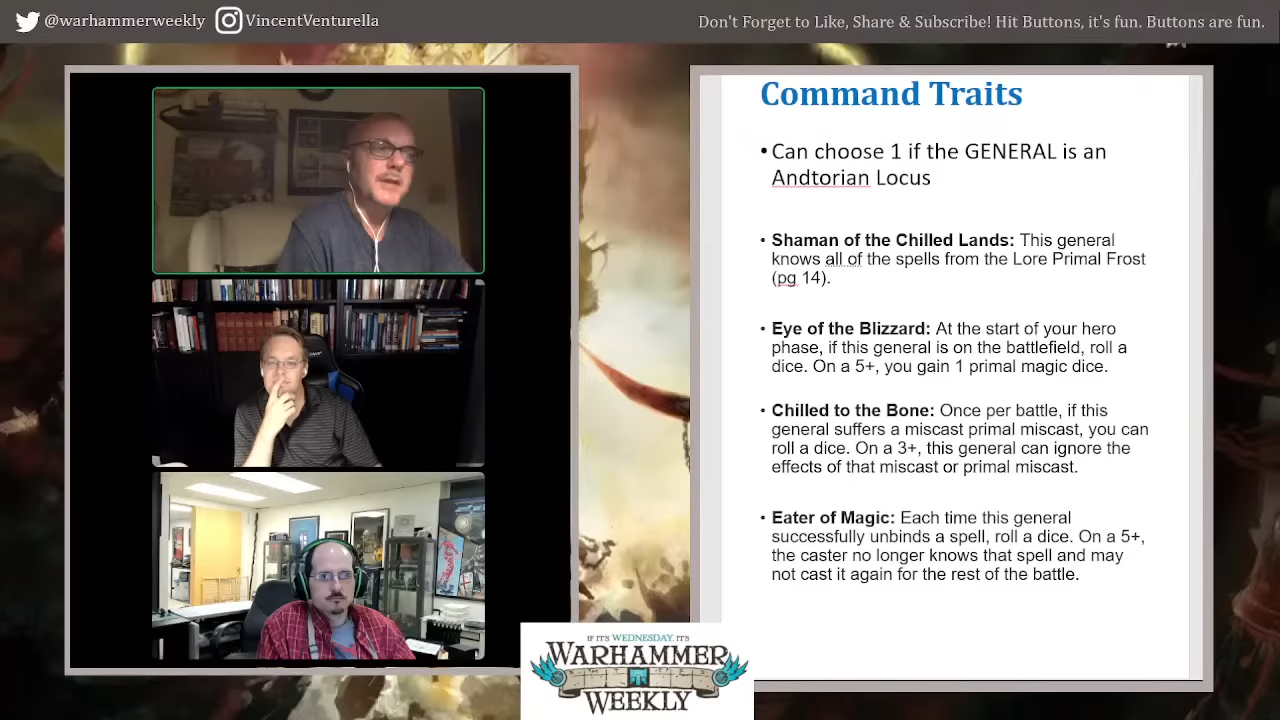 @warhammerweekly VincentVenturella
Don't Forget to Like, Share & Subscribe! Hit Buttons, it's fun. Buttons are fun.
Command Traits
• Can choose 1 if the GENERAL is an
Andtorian Locus
• Shaman of the Chilled Lands: This general
knows all of the spells from the Lore Primal Frost
(pg 14).
• Eye of the Blizzard: At the start of your hero
phase, if this general is on the battlefield, roll a
dice. On a 5+, you gain 1 primal magic dice.
• Chilled to the Bone: Once per battle, if this
general suffers a miscast primal miscast, you can
roll a dice. On a 3+, this general can ignore the
effects of that miscast or primal miscast.
• Eater of Magic: Each time this general
successfully unbinds a spell, roll a dice. On a 5+,
the caster no longer knows that spell and may
not cast it again for the rest of the battle.
IF IT'S WEDNESDAY, IT'S
WARHAMMER
WEEKLY